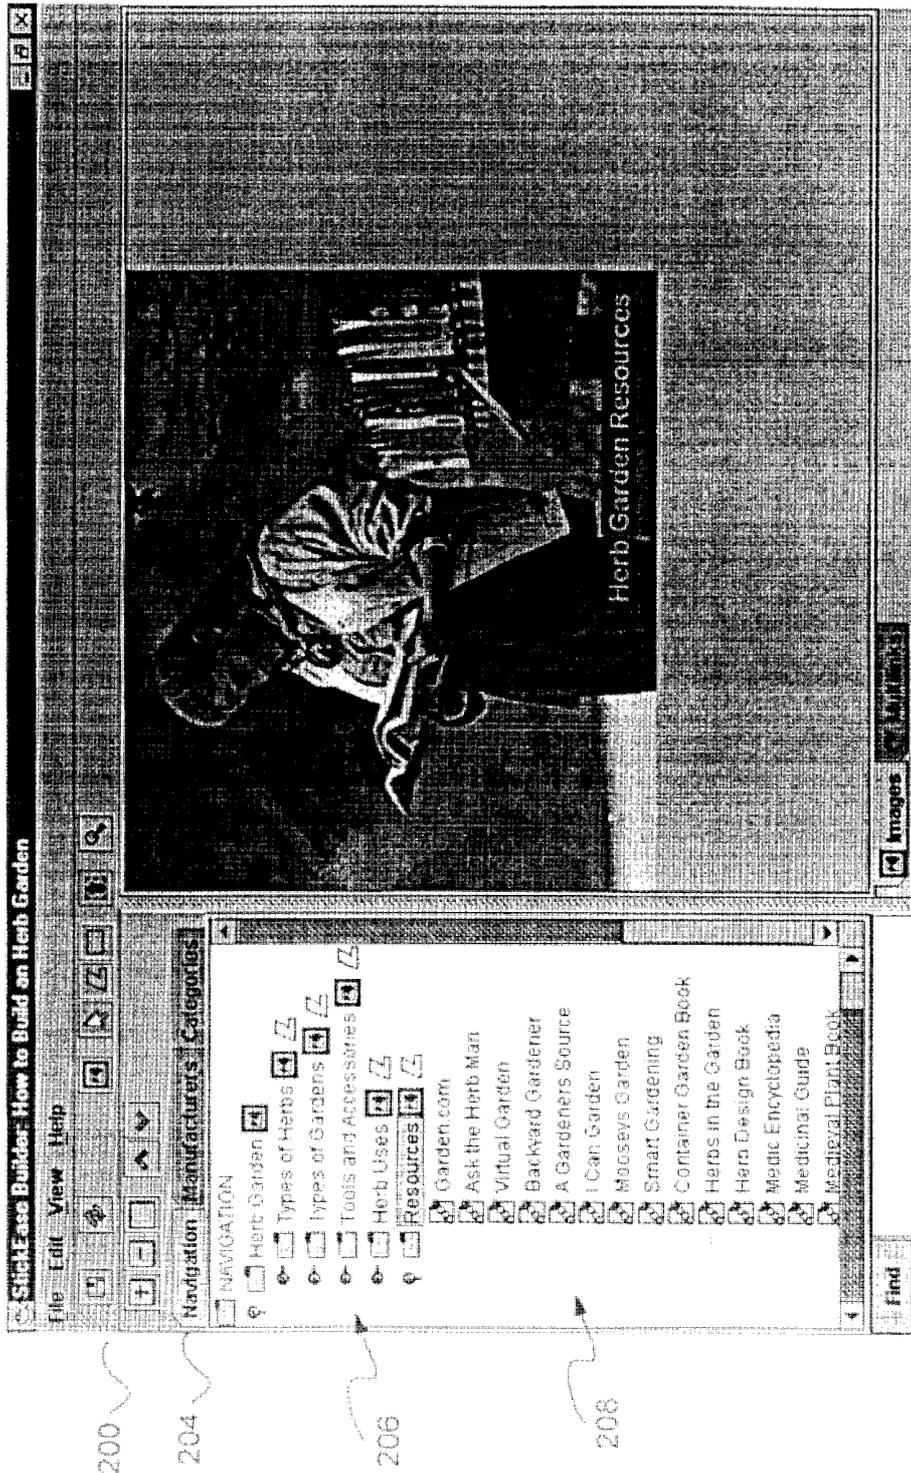 StickEaso Builder: How to Build an Herb Garden
File Edit View Help
Navigation Manufacturers Categories
NAVIGATION
Herb Garden
Types of Herbs
Types of Gardens
Tools and Accessories
Herb Uses
Resources
Garden.com
Ask the Herb Man
Virtual Garden
Backyard Gardener
A Gardeners Source
I Can Garden
Mooseys Garden
Smart Gardening
Container Garden Book
Herbs in the Garden
Herb Design Book
Medic Encyclopedia
Medicinal Guide
Medieval Plant Book
Find
Herb Garden Resources
Images Multilinks
200
204
206
208